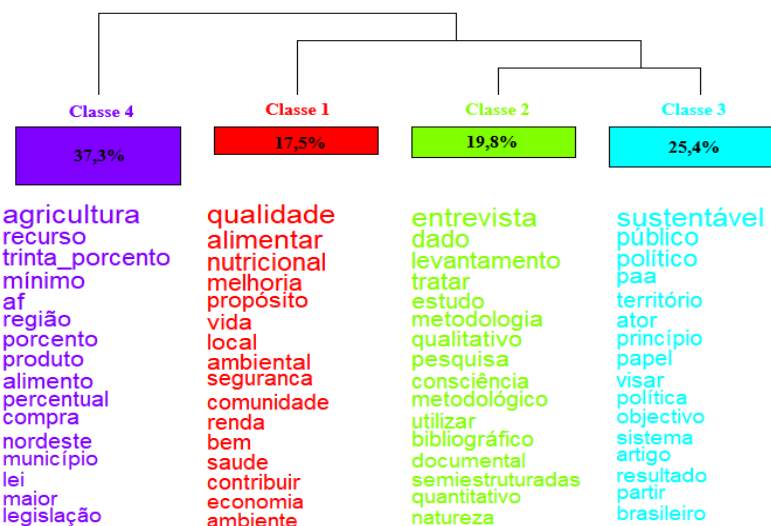 Classe 4
37,3%
agricultura
recurso
trinta_porcento
mínimo
af
região
porcento
produto
alimento
percentual
compra
nordeste
município
lei
maior
legislação
Classe 1
17,5%
qualidade
alimentar
nutricional
melhoria
propósito
vida
local
ambiental
seguranca
comunidade
renda
bem
saude
contribuir
economia
ambiente
Classe 2
19,8%
entrevista
dado
levantamento
tratar
estudo
metodologia
qualitativo
pesquisa
consciência
metodológico
utilizar
bibliográfico
documental
semiestruturadas
quantitativo
natureza
Classe 3
25,4%
sustentável
público
político
paa
território
ator
princípio
papel
visar
política
objectivo
sistema
artigo
resultado
partir
brasileiro